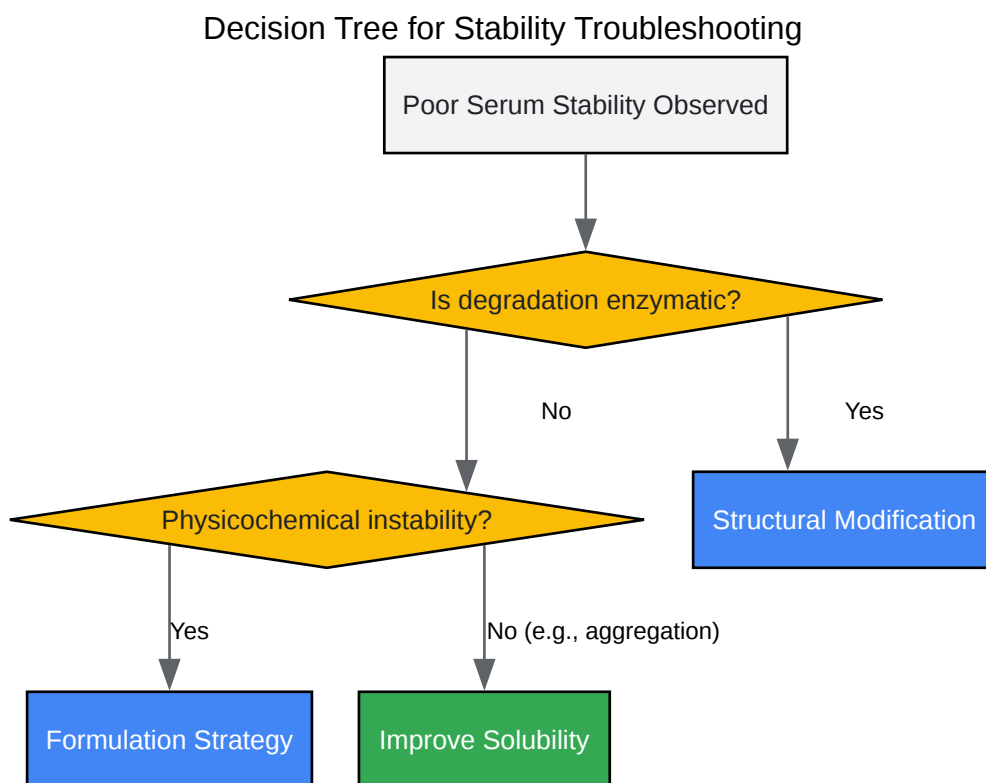 Decision Tree for Stability Troubleshooting
Poor Serum Stability Observed
Is degradation enzymatic?
No
Yes
Physicochemical instability?
Structural Modification
Yes
No (e.g., aggregation)
Formulation Strategy
Improve Solubility